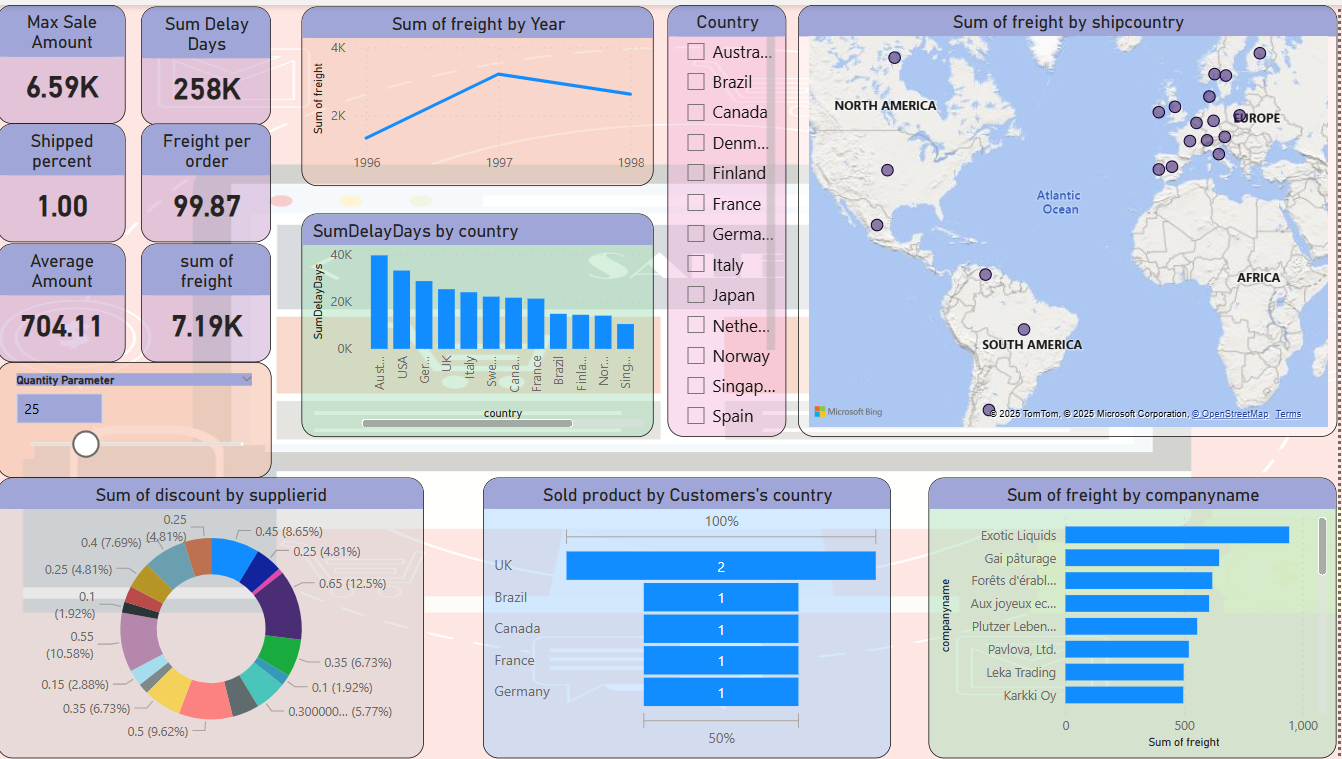 Max Sale
Amount
6.59K
Sum Delay
Days
258K
Shipped
percent
1.00
Freight per
order
99.87
Average
Amount
704.11
sum of
freight
7.19K
Quantity Parameter
25
Sum of freight by Year
Sum of freight
4K
2K
1996
1997
1998
SumDelayDays by country
SumDelayDays
40K
20K
0K
Aust...
USA
Ger...
UK
Italy
Swe...
Cana...
France
Brazil
Finla...
Nor...
Sing...
country
Country
Austra...
Brazil
Canada
Denm...
Finland
France
Germa...
Italy
Japan
Nethe...
Norway
Singap...
Spain
Sum of freight by shipcountry
NORTH AMERICA
EUROPE
Atlantic
Ocean
AFRICA
SOUTH AMERICA
Microsoft Bing
© 2025 TomTom, © 2025 Microsoft Corporation, © OpenStreetMap Terms
Sum of discount by supplierid
0.25
(4.81%)
0.45 (8.65%)
0.25 (4.81%)
0.65 (12.5%)
0.35 (6.73%)
0.1 (1.92%)
0.300000... (5.77%)
0.5 (9.62%)
0.35 (6.73%)
0.15 (2.88%)
0.55
(10.58%)
0.1
(1.92%)
0.25 (4.81%)
0.4 (7.69%)
Sold product by Customers's country
100%
UK
2
Brazil
1
Canada
1
France
1
Germany
1
50%
Sum of freight by companyname
companyname
Exotic Liquids
Gai pâturage
Forêts d'érabl...
Aux joyeux ec...
Plutzer Leben...
Pavlova, Ltd.
Leka Trading
Karkki Oy
0
500
1,000
Sum of freight